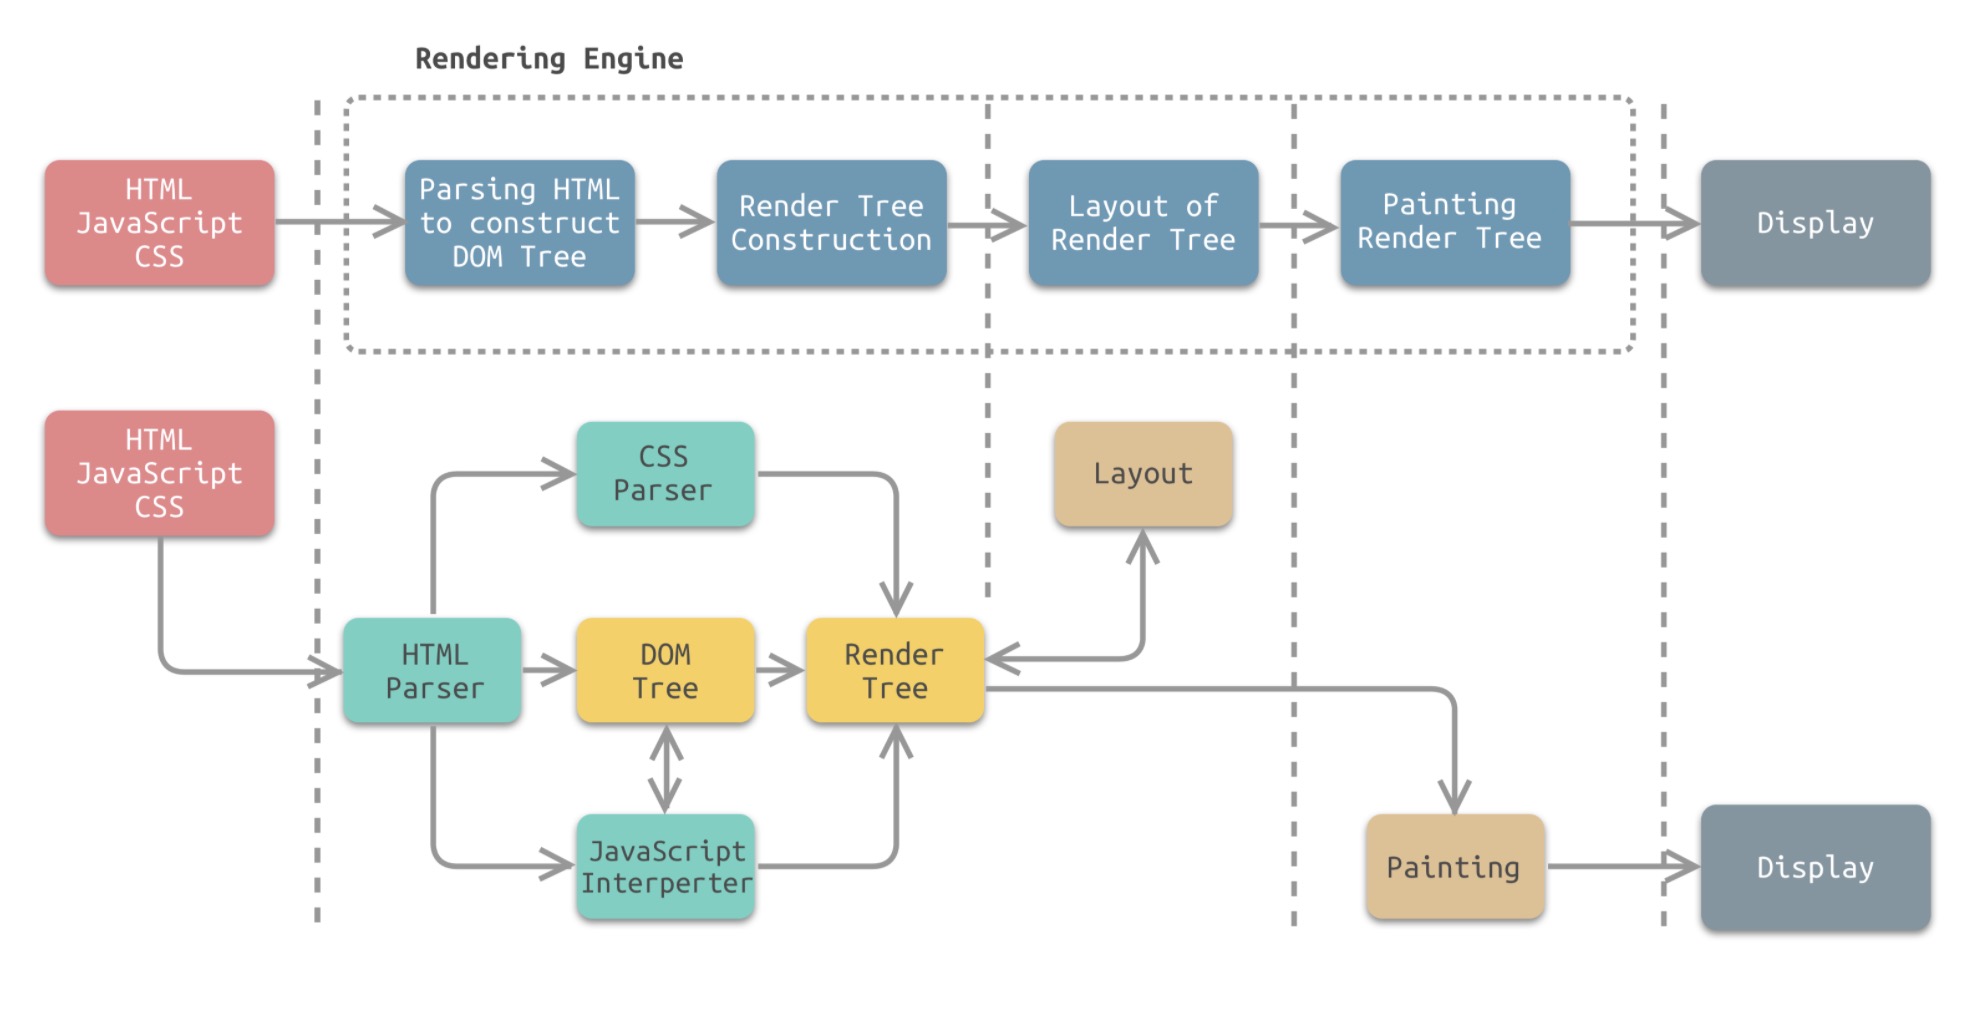 Rendering Engine
HTML
JavaScript
CSS
Parsing HTML
to construct
DOM Tree
Render Tree
Construction
Layout of
Render Tree
Painting
Render Tree
Display
HTML
JavaScript
CSS
CSS
Parser
Layout
HTML
Parser
DOM
Tree
Render
Tree
JavaScript
Interperter
Painting
Display